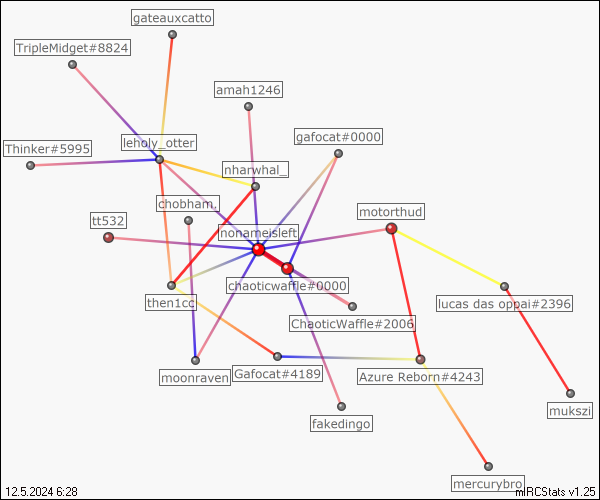 gateauxcatto
TripleMidget#8824
amah1246
gafocat#0000
leholy_otter
Thinker#5995
nharwhal_
chobham.
motorthud
tt532
nonameisleft
chaoticwaffle#0000
then1cc
lucas das oppai#2396
ChaoticWaffle#2006
moonraven
Gafocat#4189
Azure Reborn#4243
mukszi
fakedingo
mercurybro
12.5.2024 6:28
mIRCStats v1.25